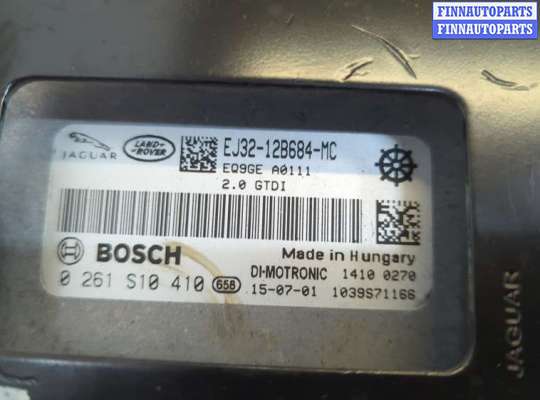 FINNAUTOPARTS
FINNAUTOPARTS
JAGUAR
LAND-
ROVER
EJ32-12B684-MC
EQ9GE A0111
2.0 GTDI
BOSCH
Made in Hungary
0 261 S10 410
658
DI-MOTRONIC 1410 0270
15-07-01 1039S71166
JAGUAR